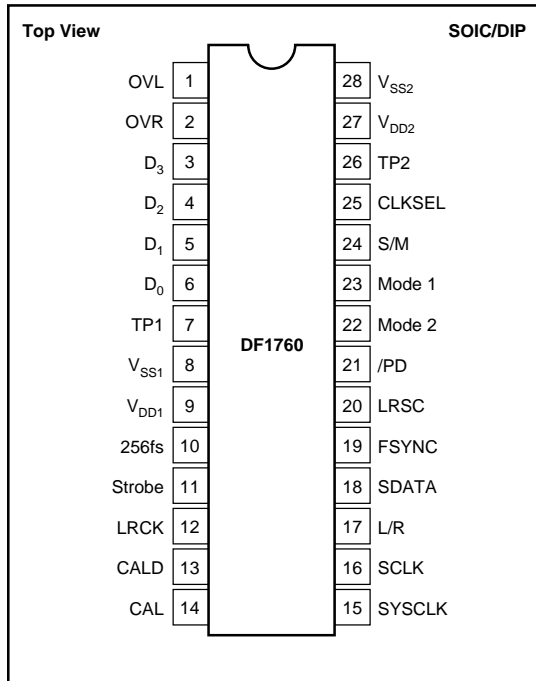 Top View SOIC/DIP
OVL 1 28 VSS2
OVR 2 27 VDD2
D3 3 26 TP2
D2 4 25 CLKSEL
D1 5 24 S/M
D0 6 23 Mode 1
TP1 7 22 Mode 2
DF1760
VSS1 8 21 /PD
VDD1 9 20 LRSC
256fs 10 19 FSYNC
Strobe 11 18 SDATA
LRCK 12 17 L/R
CALD 13 16 SCLK
CAL 14 15 SYSCLK